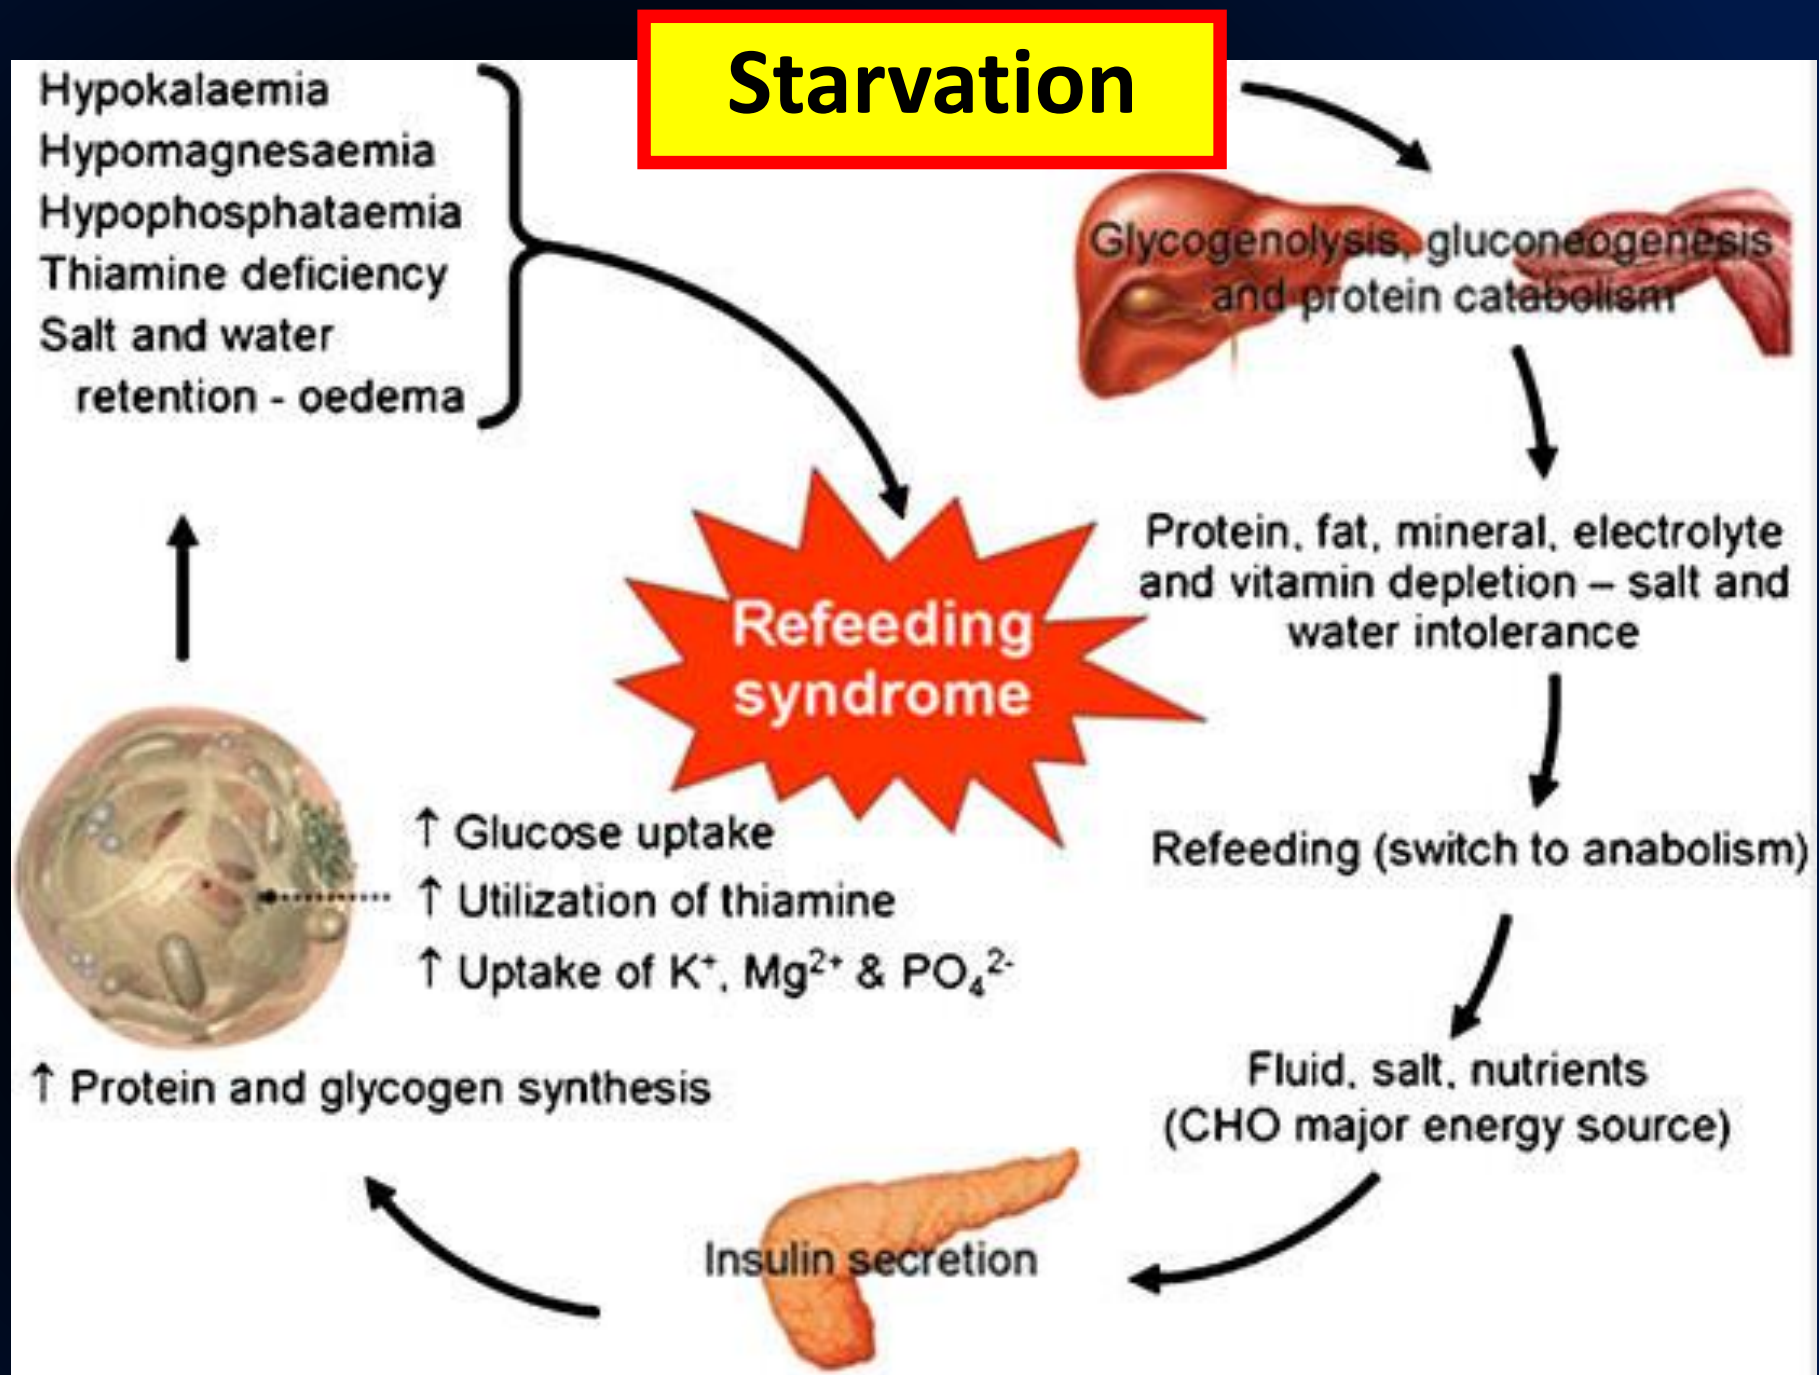 Starvation
Glycogenolysis, gluconeogenesis
and protein catabolism
Protein, fat, mineral, electrolyte
and vitamin depletion – salt and
water intolerance
Refeeding (switch to anabolism)
Fluid, salt, nutrients
(CHO major energy source)
Insulin secretion
↑ Protein and glycogen synthesis
↑ Glucose uptake
↑ Utilization of thiamine
↑ Uptake of K⁺, Mg²⁺ & PO₄²⁻
Hypokalaemia
Hypomagnesaemia
Hypophosphataemia
Thiamine deficiency
Salt and water
retention - oedema
Refeeding
syndrome